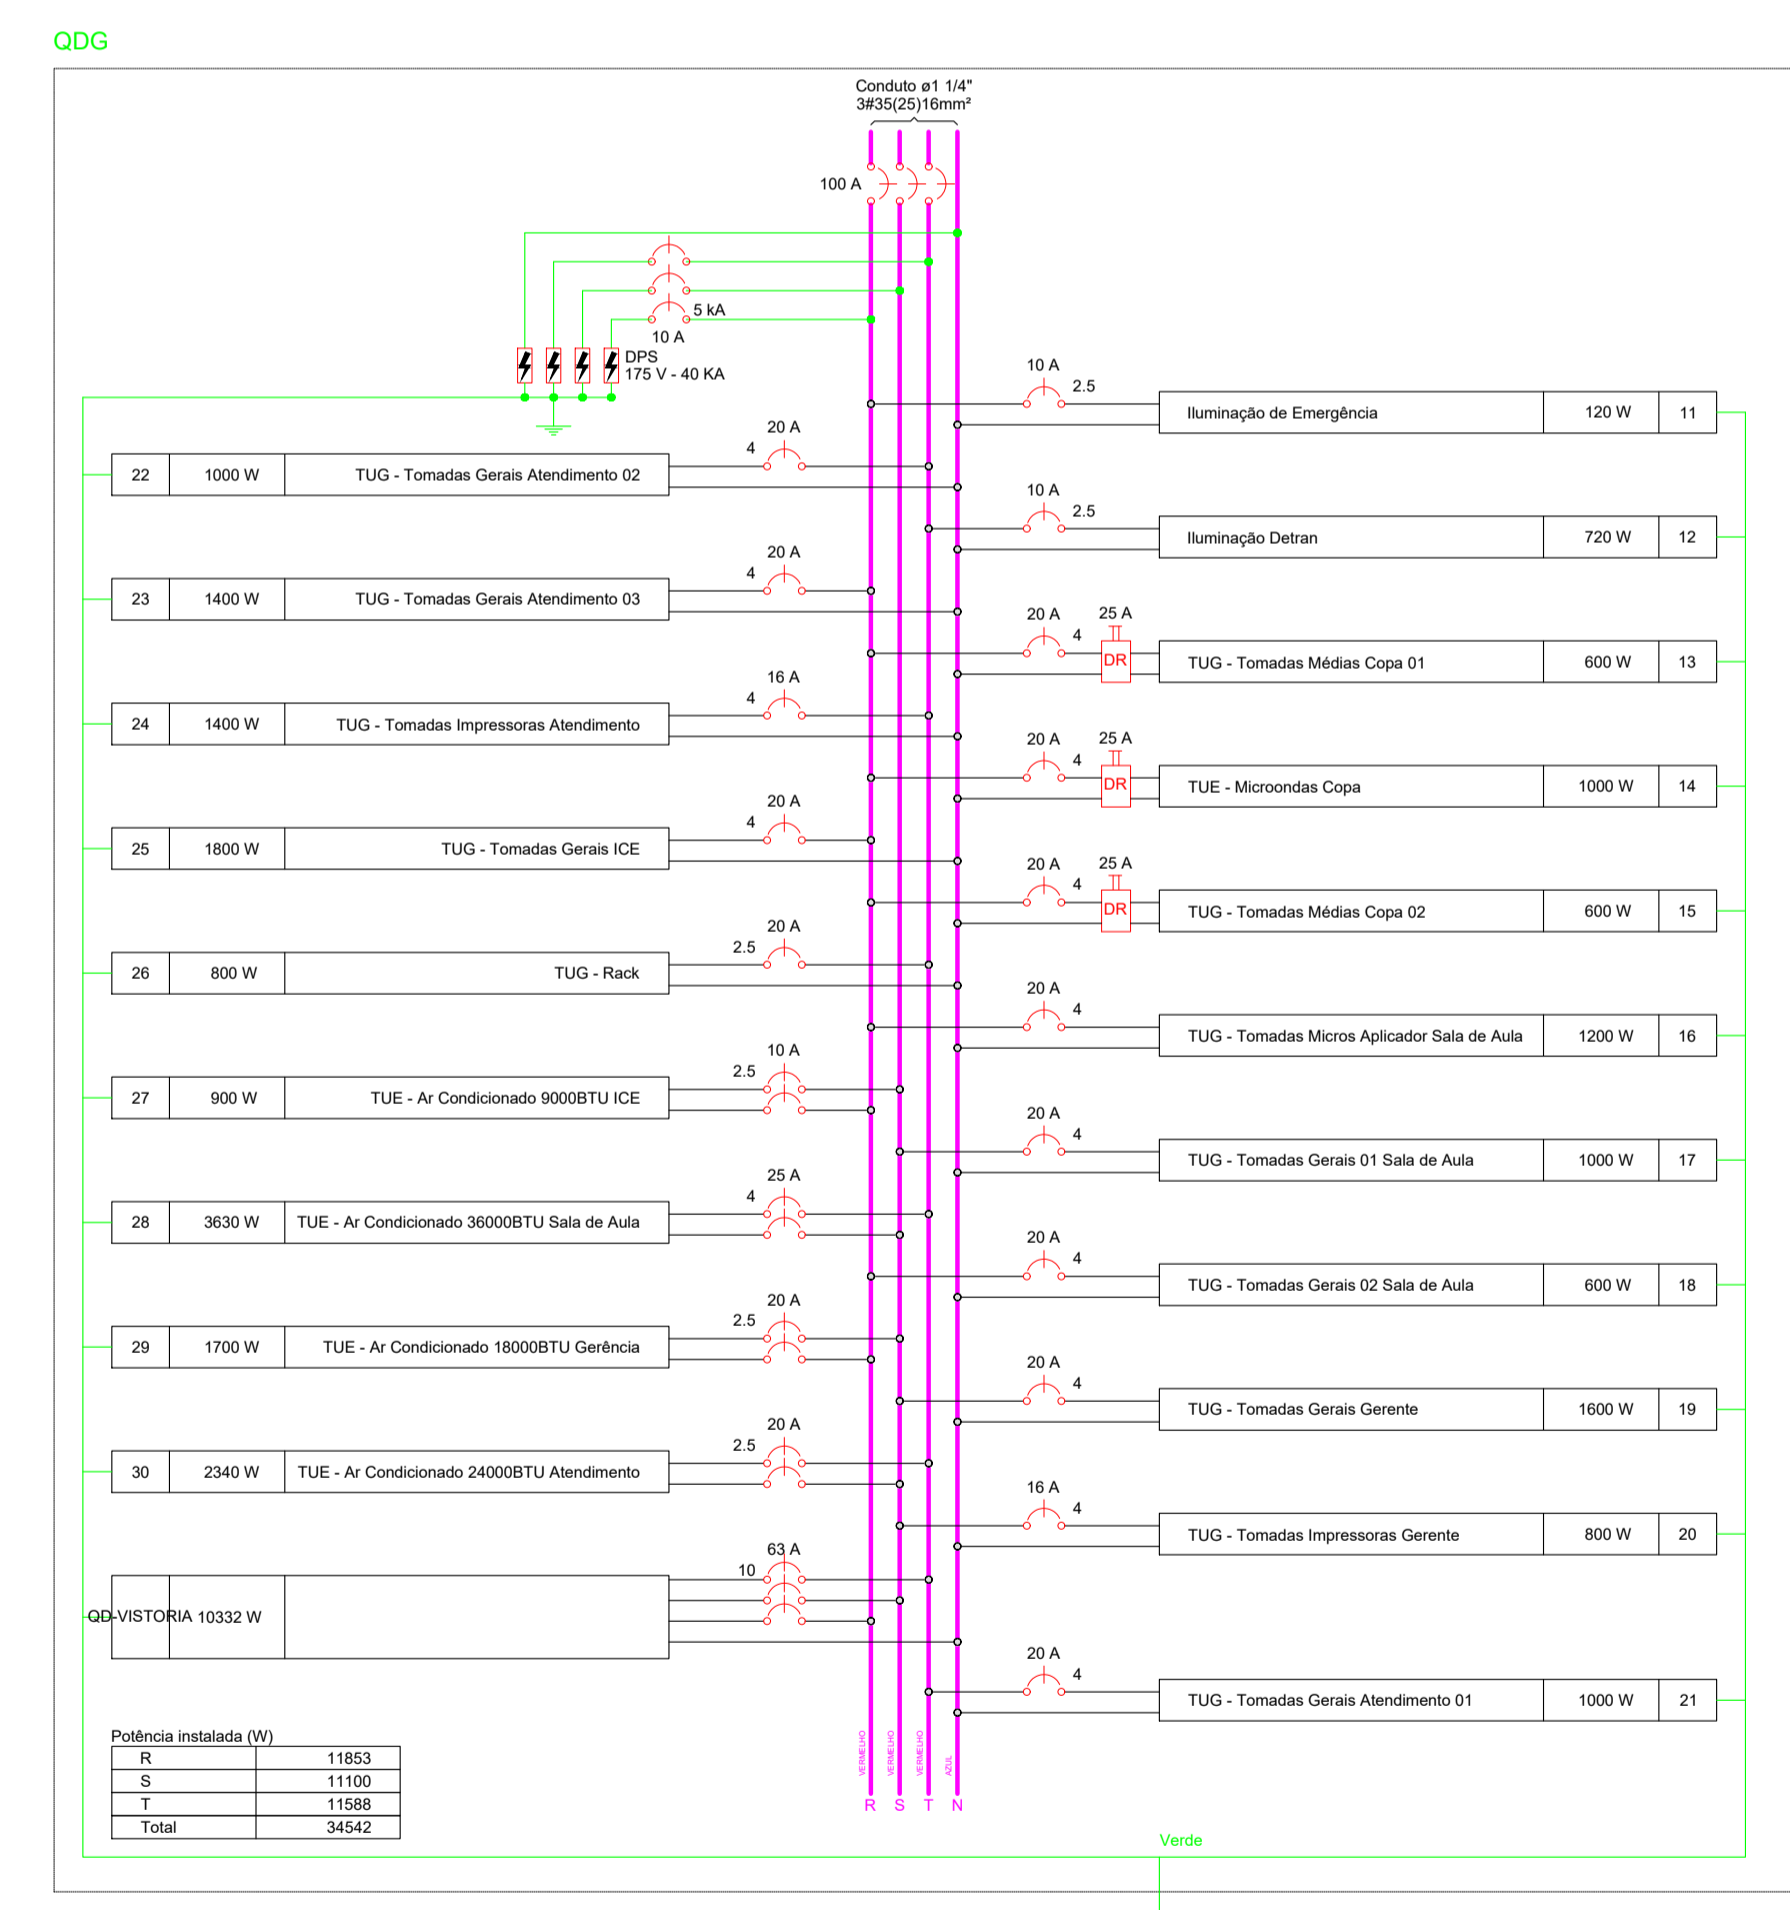 QDG
Conduto ø1 1/4"
3#35(25)16mm²
100 A
5 kA
10 A
DPS
175 V - 40 KA
10 A
2.5
Iluminação de Emergência 120 W 11
20 A
4
22 1000 W TUG - Tomadas Gerais Atendimento 02
10 A
2.5
Iluminação Detran 720 W 12
20 A
4
23 1400 W TUG - Tomadas Gerais Atendimento 03
20 A
4
25 A
DR
TUG - Tomadas Médias Copa 01 600 W 13
16 A
4
24 1400 W TUG - Tomadas Impressoras Atendimento
20 A
4
25 A
DR
TUE - Microondas Copa 1000 W 14
20 A
4
25 1800 W TUG - Tomadas Gerais ICE
20 A
4
25 A
DR
TUG - Tomadas Médias Copa 02 600 W 15
20 A
2.5
26 800 W TUG - Rack
20 A
4
TUG - Tomadas Micros Aplicador Sala de Aula 1200 W 16
10 A
2.5
27 900 W TUE - Ar Condicionado 9000BTU ICE
20 A
4
TUG - Tomadas Gerais 01 Sala de Aula 1000 W 17
25 A
4
28 3630 W TUE - Ar Condicionado 36000BTU Sala de Aula
20 A
4
TUG - Tomadas Gerais 02 Sala de Aula 600 W 18
20 A
2.5
29 1700 W TUE - Ar Condicionado 18000BTU Gerência
20 A
4
TUG - Tomadas Gerais Gerente 1600 W 19
20 A
2.5
30 2340 W TUE - Ar Condicionado 24000BTU Atendimento
16 A
4
TUG - Tomadas Impressoras Gerente 800 W 20
63 A
10
QD-VISTORIA 10332 W
20 A
4
TUG - Tomadas Gerais Atendimento 01 1000 W 21
Potência instalada (W)
R 11853
S 11100
T 11588
Total 34542
VERMELHO VERMELHO VERMELHO AZUL
R S T N
Verde